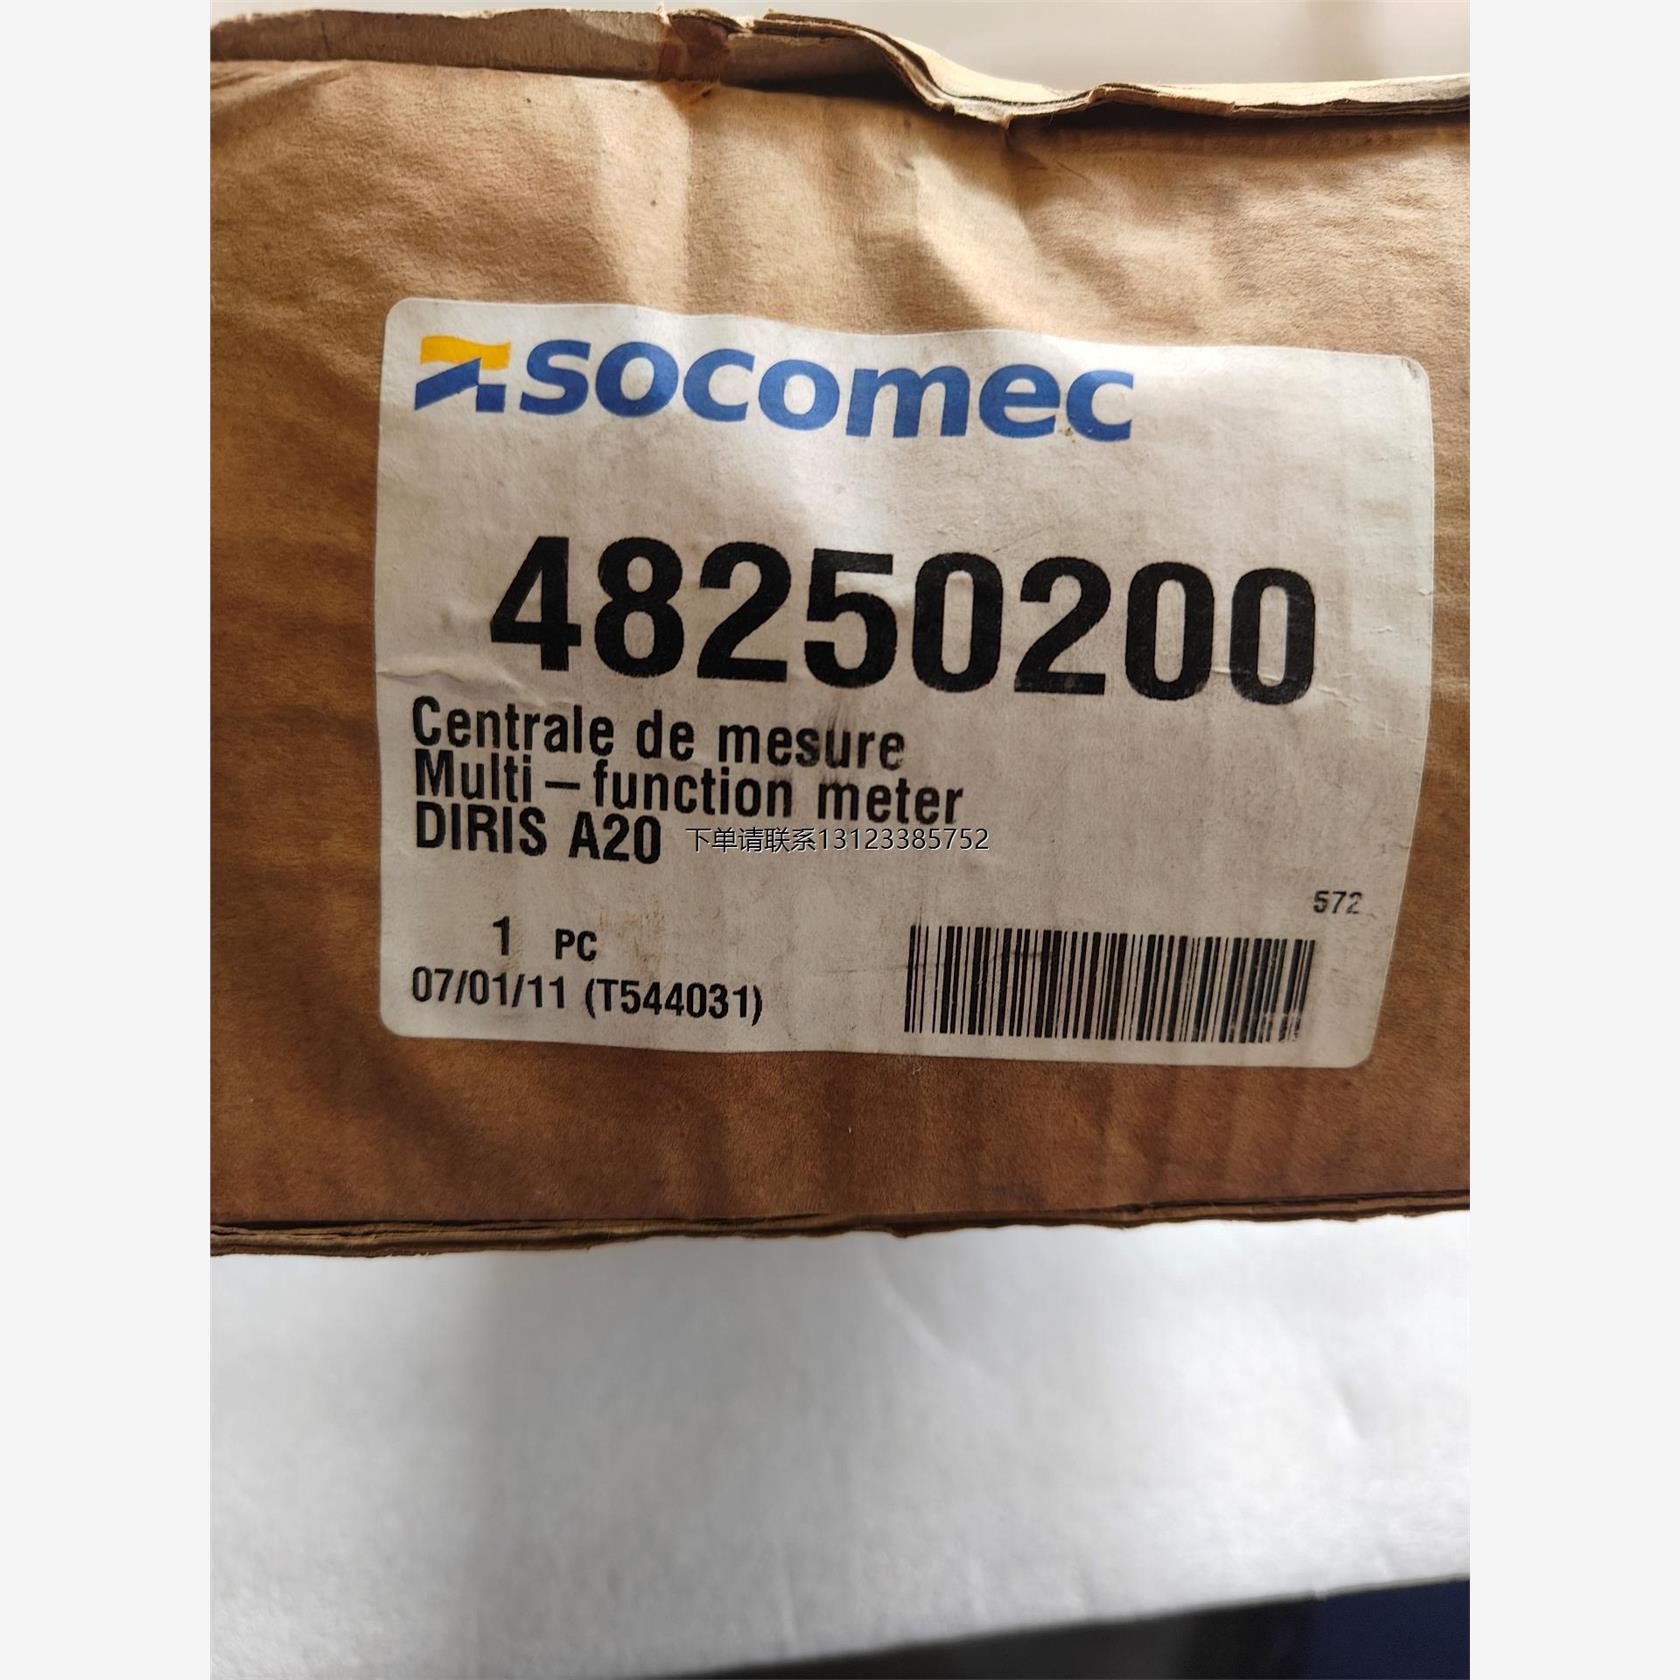 socomec
48250200
Centrale de mesure
Multi – function meter
DIRIS A20
下单请联系13123385752
572
1 PC
07/01/11 (T544031)